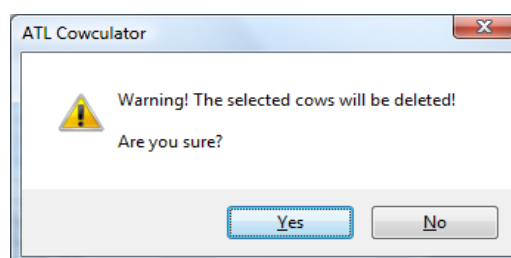 ATL Cowculator
Warning! The selected cows will be deleted!
Are you sure?
Yes
No